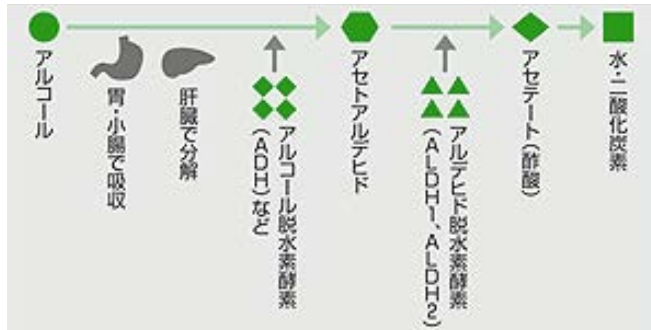 アルコール
胃・小腸で吸収
肝臓で分解
アルコール脱水素酵素
(ADH)など
アセトアルデヒド
アルデヒド脱水素酵素
(ALDH1、ALDH2)
アセテート(酢酸)
水・二酸化炭素